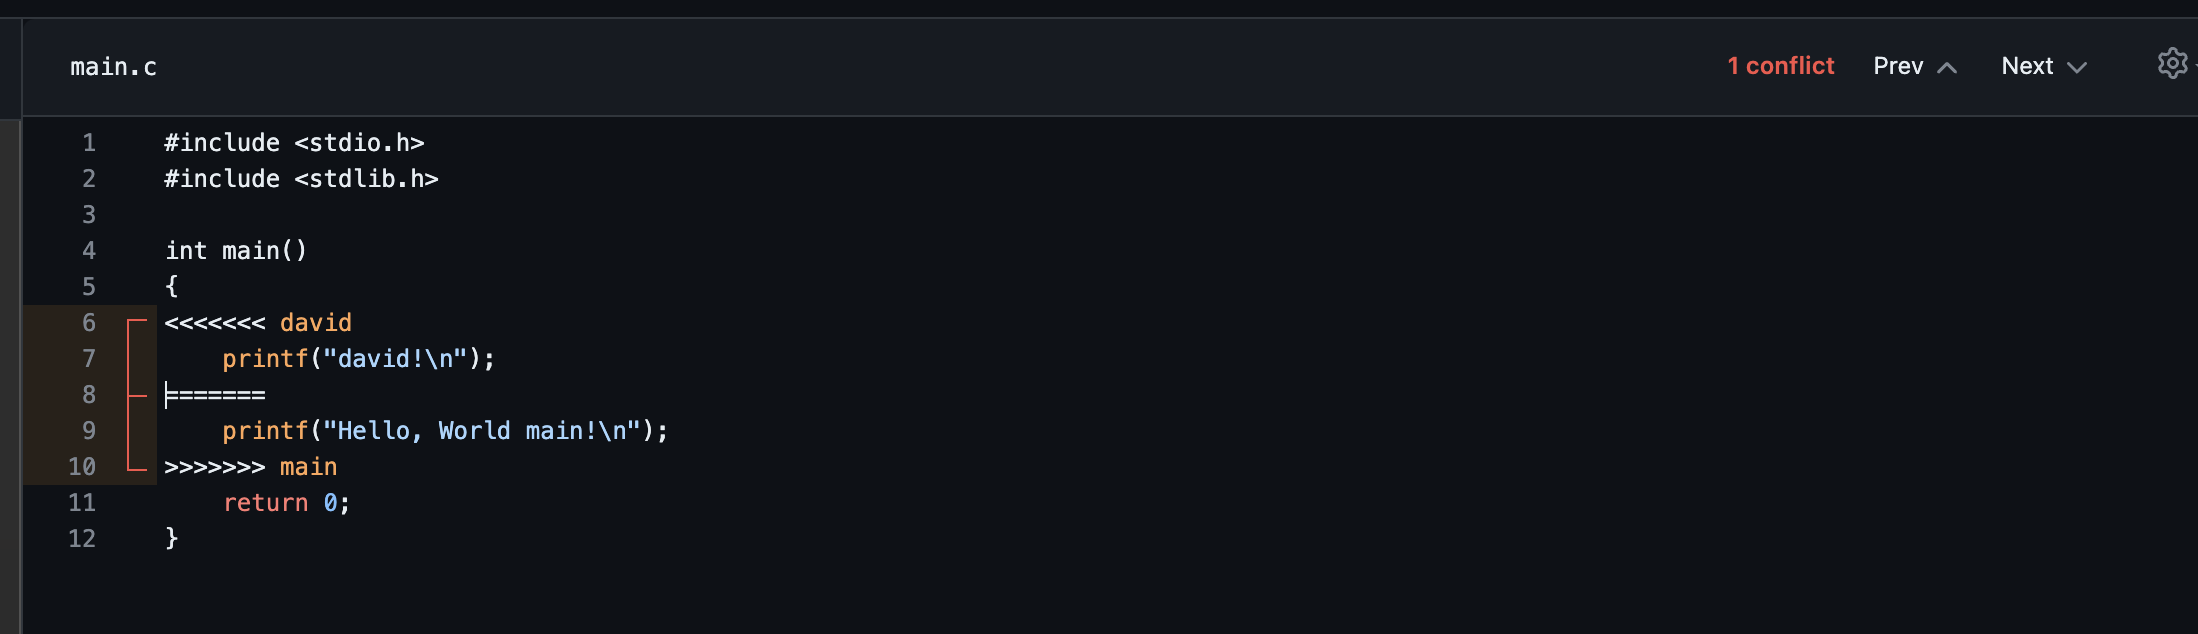 main.c
1 conflict Prev Next
1 #include <stdio.h>
2 #include <stdlib.h>
3
4 int main()
5 {
6 <<<<<<< david
7     printf("david!\n");
8 =======
9     printf("Hello, World main!\n");
10 >>>>>>> main
11     return 0;
12 }